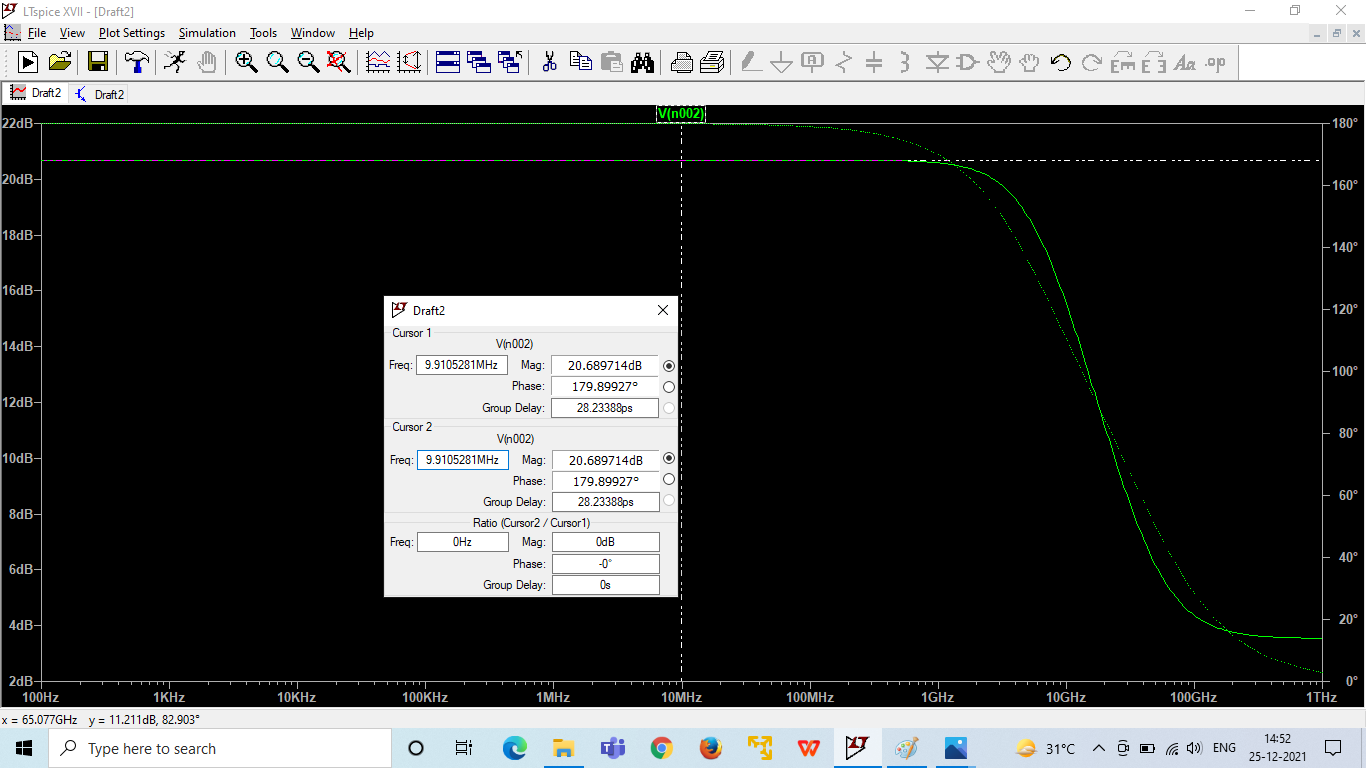 LTspice XVII - [Draft2]
File View Plot Settings Simulation Tools Window Help
.op
Draft2 Draft2
V(n002)
22dB 180°
20dB 160°
18dB 140°
16dB 120°
14dB 100°
12dB 80°
10dB 60°
8dB 40°
6dB 20°
4dB 0°
2dB
100Hz 1KHz 10KHz 100KHz 1MHz 10MHz 100MHz 1GHz 10GHz 100GHz 1THz
Draft2
Cursor 1
V(n002)
Freq: 9.9105281MHz Mag: 20.689714dB
Phase: 179.89927°
Group Delay: 28.23388ps
Cursor 2
V(n002)
Freq: 9.9105281MHz Mag: 20.689714dB
Phase: 179.89927°
Group Delay: 28.23388ps
Ratio (Cursor2 / Cursor1)
Freq: 0Hz Mag: 0dB
Phase: -0°
Group Delay: 0s
x = 65.077GHz y = 11.211dB, 82.903°
Type here to search
31°C ENG 14:52
25-12-2021